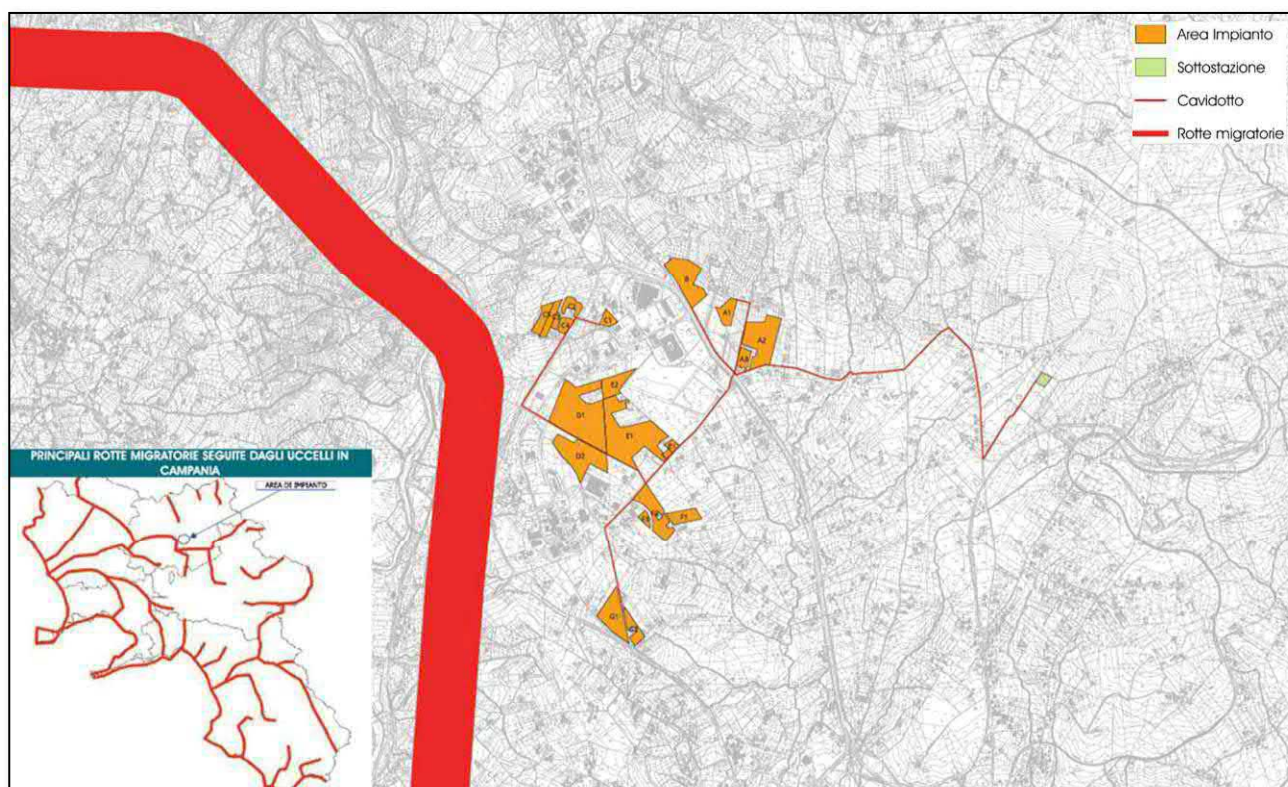 Area Impianto
Sottostazione
Cavidotto
Rotte migratorie
B
A1
A2
A3
C1
C4
E2
D1
E1
D2
F1
G1
G2
PRINCIPALI ROTTE MIGRATORIE SEGUITE DAGLI UCCELLI IN
CAMPANIA
AREA DI IMPIANTO